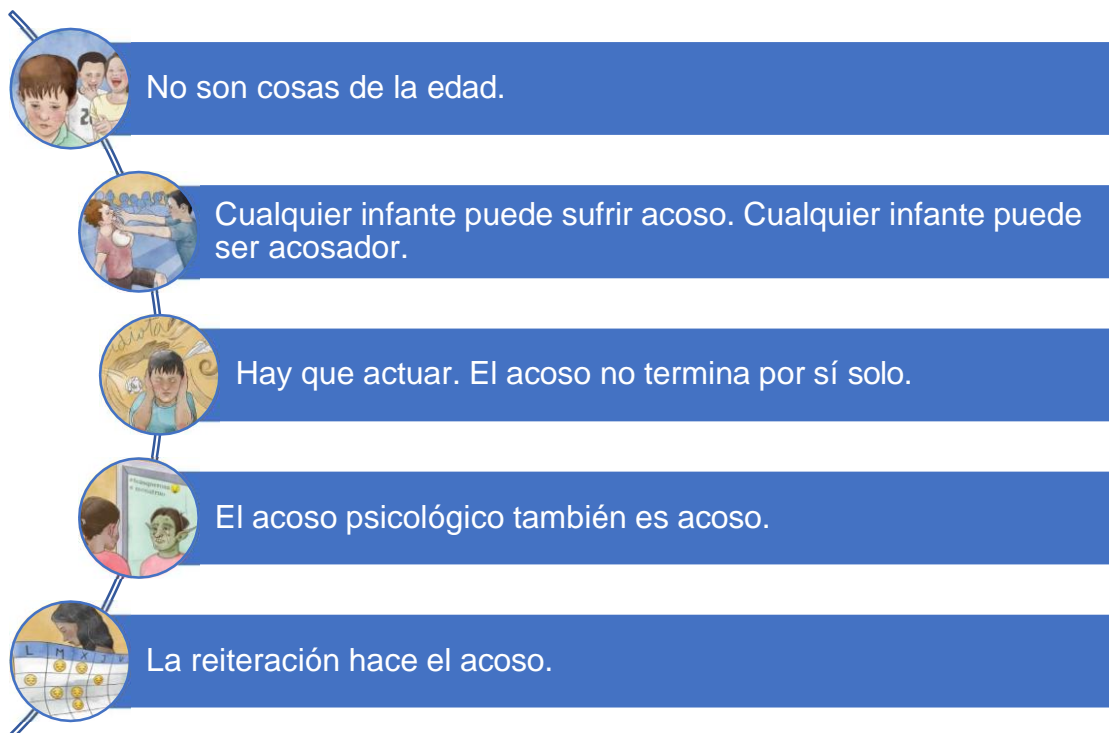 No son cosas de la edad.
Cualquier infante puede sufrir acoso. Cualquier infante puede
ser acosador.
idiota
Hay que actuar. El acoso no termina por sí solo.
El acoso psicológico también es acoso.
L M X J V
La reiteración hace el acoso.